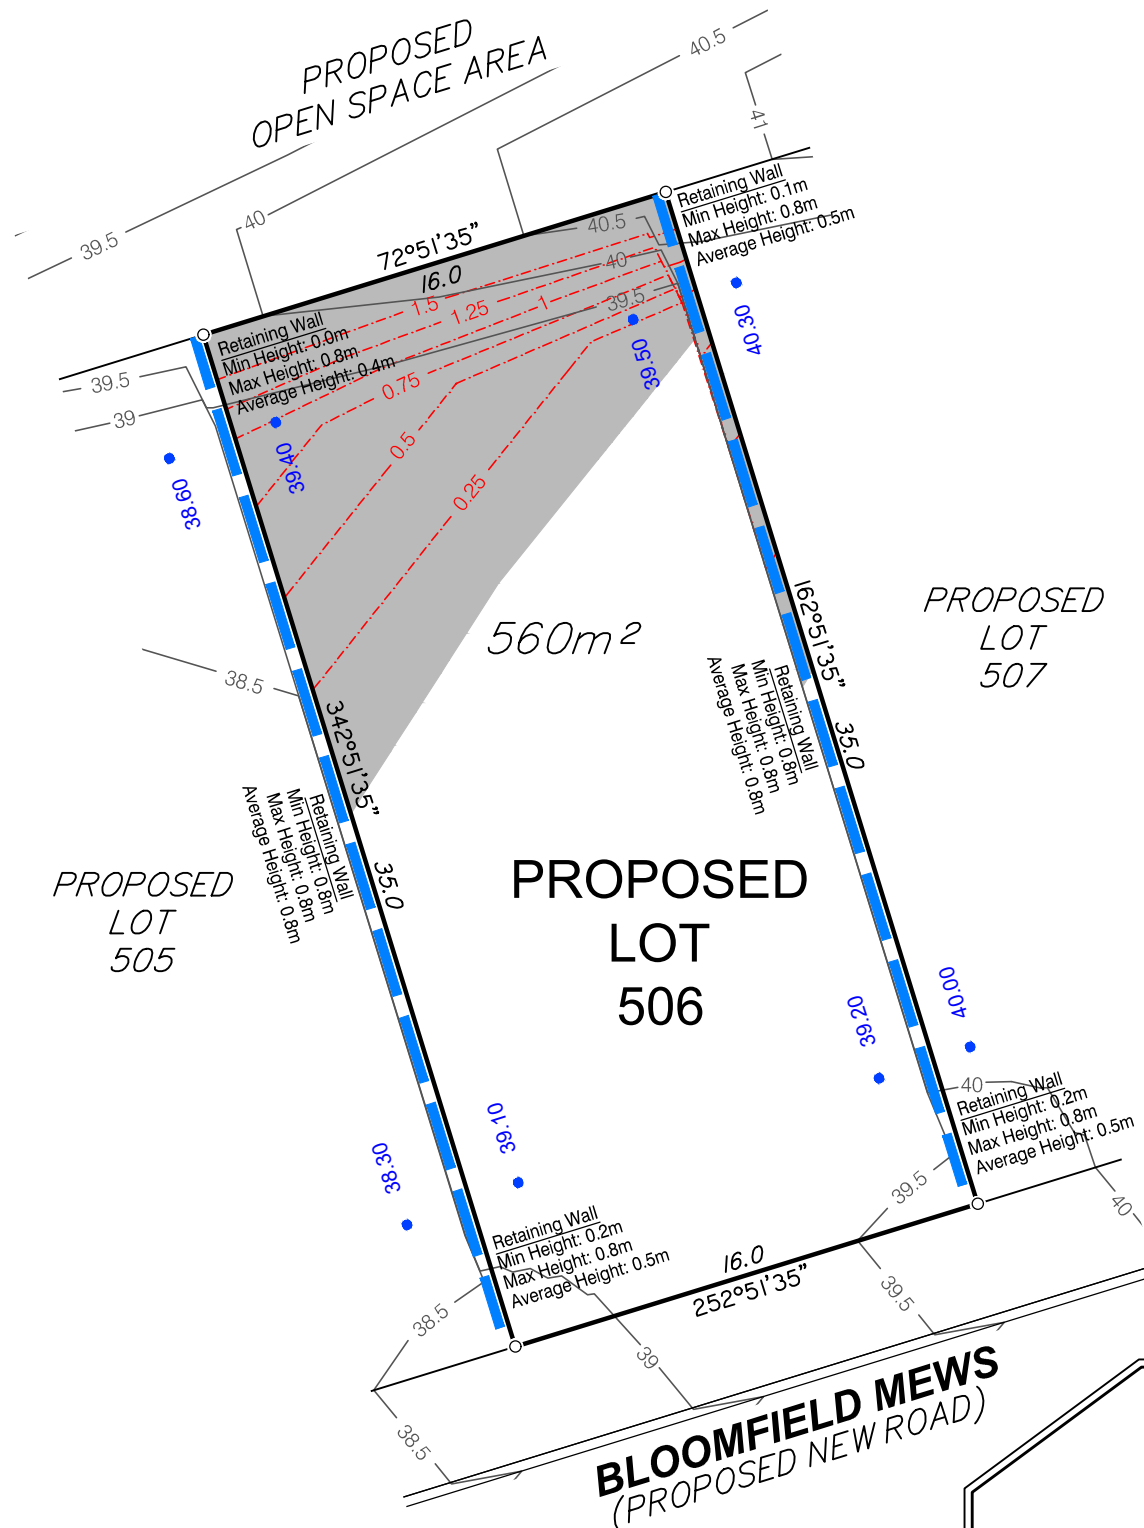 PROPOSED
OPEN SPACE AREA
40.5
41
39.5
40
72°51'35"
16.0
40.5
40
39.5
Retaining Wall
Min Height: 0.1m
Max Height: 0.8m
Average Height: 0.5m
1.5
1.25
1
0.75
0.5
0.25
Retaining Wall
Min Height: 0.0m
Max Height: 0.8m
Average Height: 0.4m
39.5
39
40.30
39.50
39.40
38.60
38.5
560m²
162°51'35"
35.0
Retaining Wall
Min Height: 0.8m
Max Height: 0.8m
Average Height: 0.8m
PROPOSED
LOT
507
342°51'35"
35.0
Retaining Wall
Min Height: 0.8m
Max Height: 0.8m
Average Height: 0.8m
PROPOSED
LOT
505
PROPOSED
LOT
506
40.00
39.20
39.10
38.30
40
Retaining Wall
Min Height: 0.2m
Max Height: 0.8m
Average Height: 0.5m
39.5
40
Retaining Wall
Min Height: 0.2m
Max Height: 0.8m
Average Height: 0.5m
38.5
16.0
252°51'35"
39.5
39
38.5
BLOOMFIELD MEWS
(PROPOSED NEW ROAD)